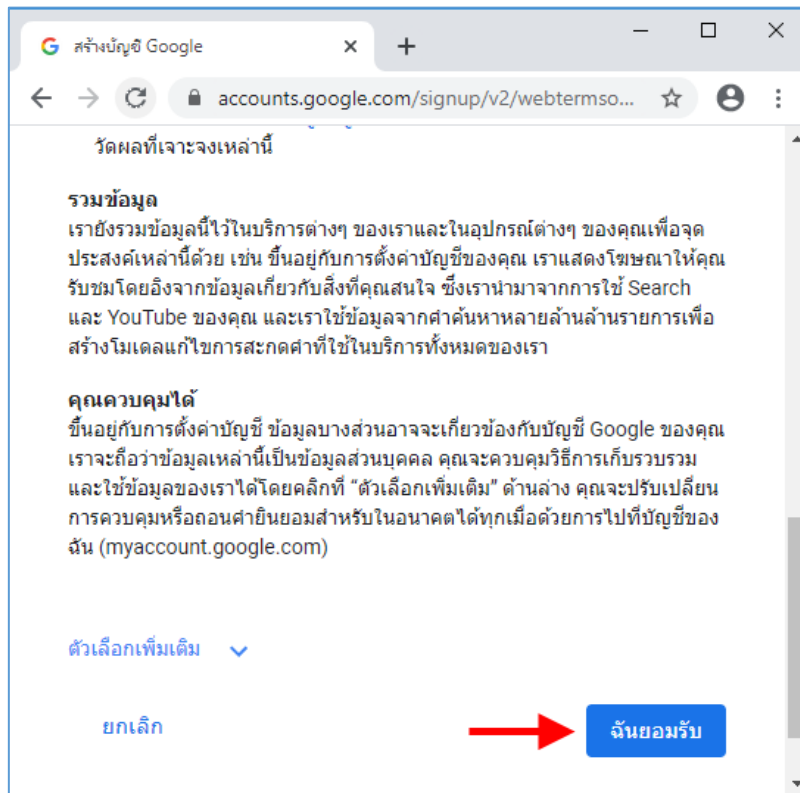 สร้างบัญชี Google
accounts.google.com/signup/v2/webtermso...
วัดผลที่เจาะจงเหล่านี้
รวมข้อมูล
เรายังรวมข้อมูลนี้ไว้ในบริการต่างๆ ของเราและในอุปกรณ์ต่างๆ ของคุณเพื่อจุด
ประสงค์เหล่านี้ด้วย เช่น ขึ้นอยู่กับการตั้งค่าบัญชีของคุณ เราแสดงโฆษณาให้คุณ
รับชมโดยอิงจากข้อมูลเกี่ยวกับสิ่งที่คุณสนใจ ซึ่งเรานำมาจากการใช้ Search
และ YouTube ของคุณ และเราใช้ข้อมูลจากคำค้นหาหลายล้านล้านรายการเพื่อ
สร้างโมเดลแก้ไขการสะกดคำที่ใช้ในบริการทั้งหมดของเรา
คุณควบคุมได้
ขึ้นอยู่กับการตั้งค่าบัญชี ข้อมูลบางส่วนอาจจะเกี่ยวข้องกับบัญชี Google ของคุณ
เราจะถือว่าข้อมูลเหล่านี้เป็นข้อมูลส่วนบุคคล คุณจะควบคุมวิธีการเก็บรวบรวม
และใช้ข้อมูลของเราได้โดยคลิกที่ “ตัวเลือกเพิ่มเติม” ด้านล่าง คุณจะปรับเปลี่ยน
การควบคุมหรือถอนคำยินยอมสำหรับในอนาคตได้ทุกเมื่อด้วยการไปที่บัญชีของ
ฉัน (myaccount.google.com)
ตัวเลือกเพิ่มเติม
ยกเลิก
ฉันยอมรับ